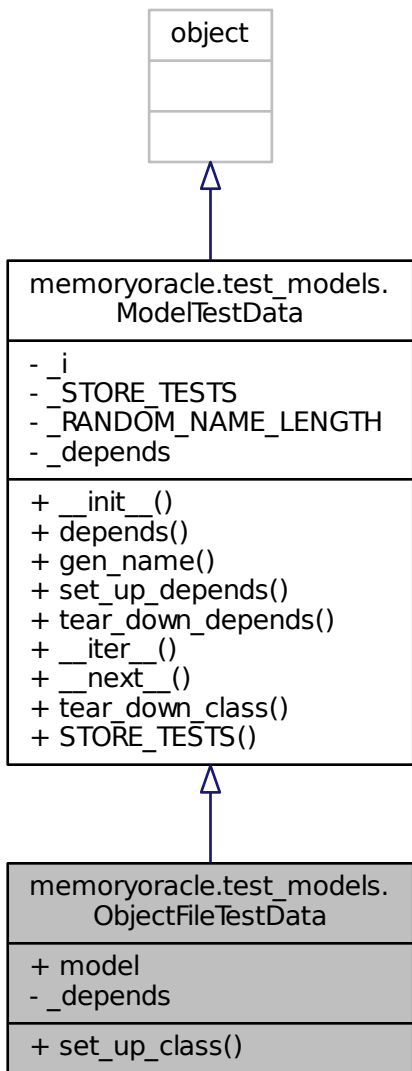 object
memoryoracle.test_models.
ModelTestData
- _i
- _STORE_TESTS
- _RANDOM_NAME_LENGTH
- _depends
+ __init__()
+ depends()
+ gen_name()
+ set_up_depends()
+ tear_down_depends()
+ __iter__()
+ __next__()
+ tear_down_class()
+ STORE_TESTS()
memoryoracle.test_models.
ObjectFileTestData
+ model
- _depends
+ set_up_class()